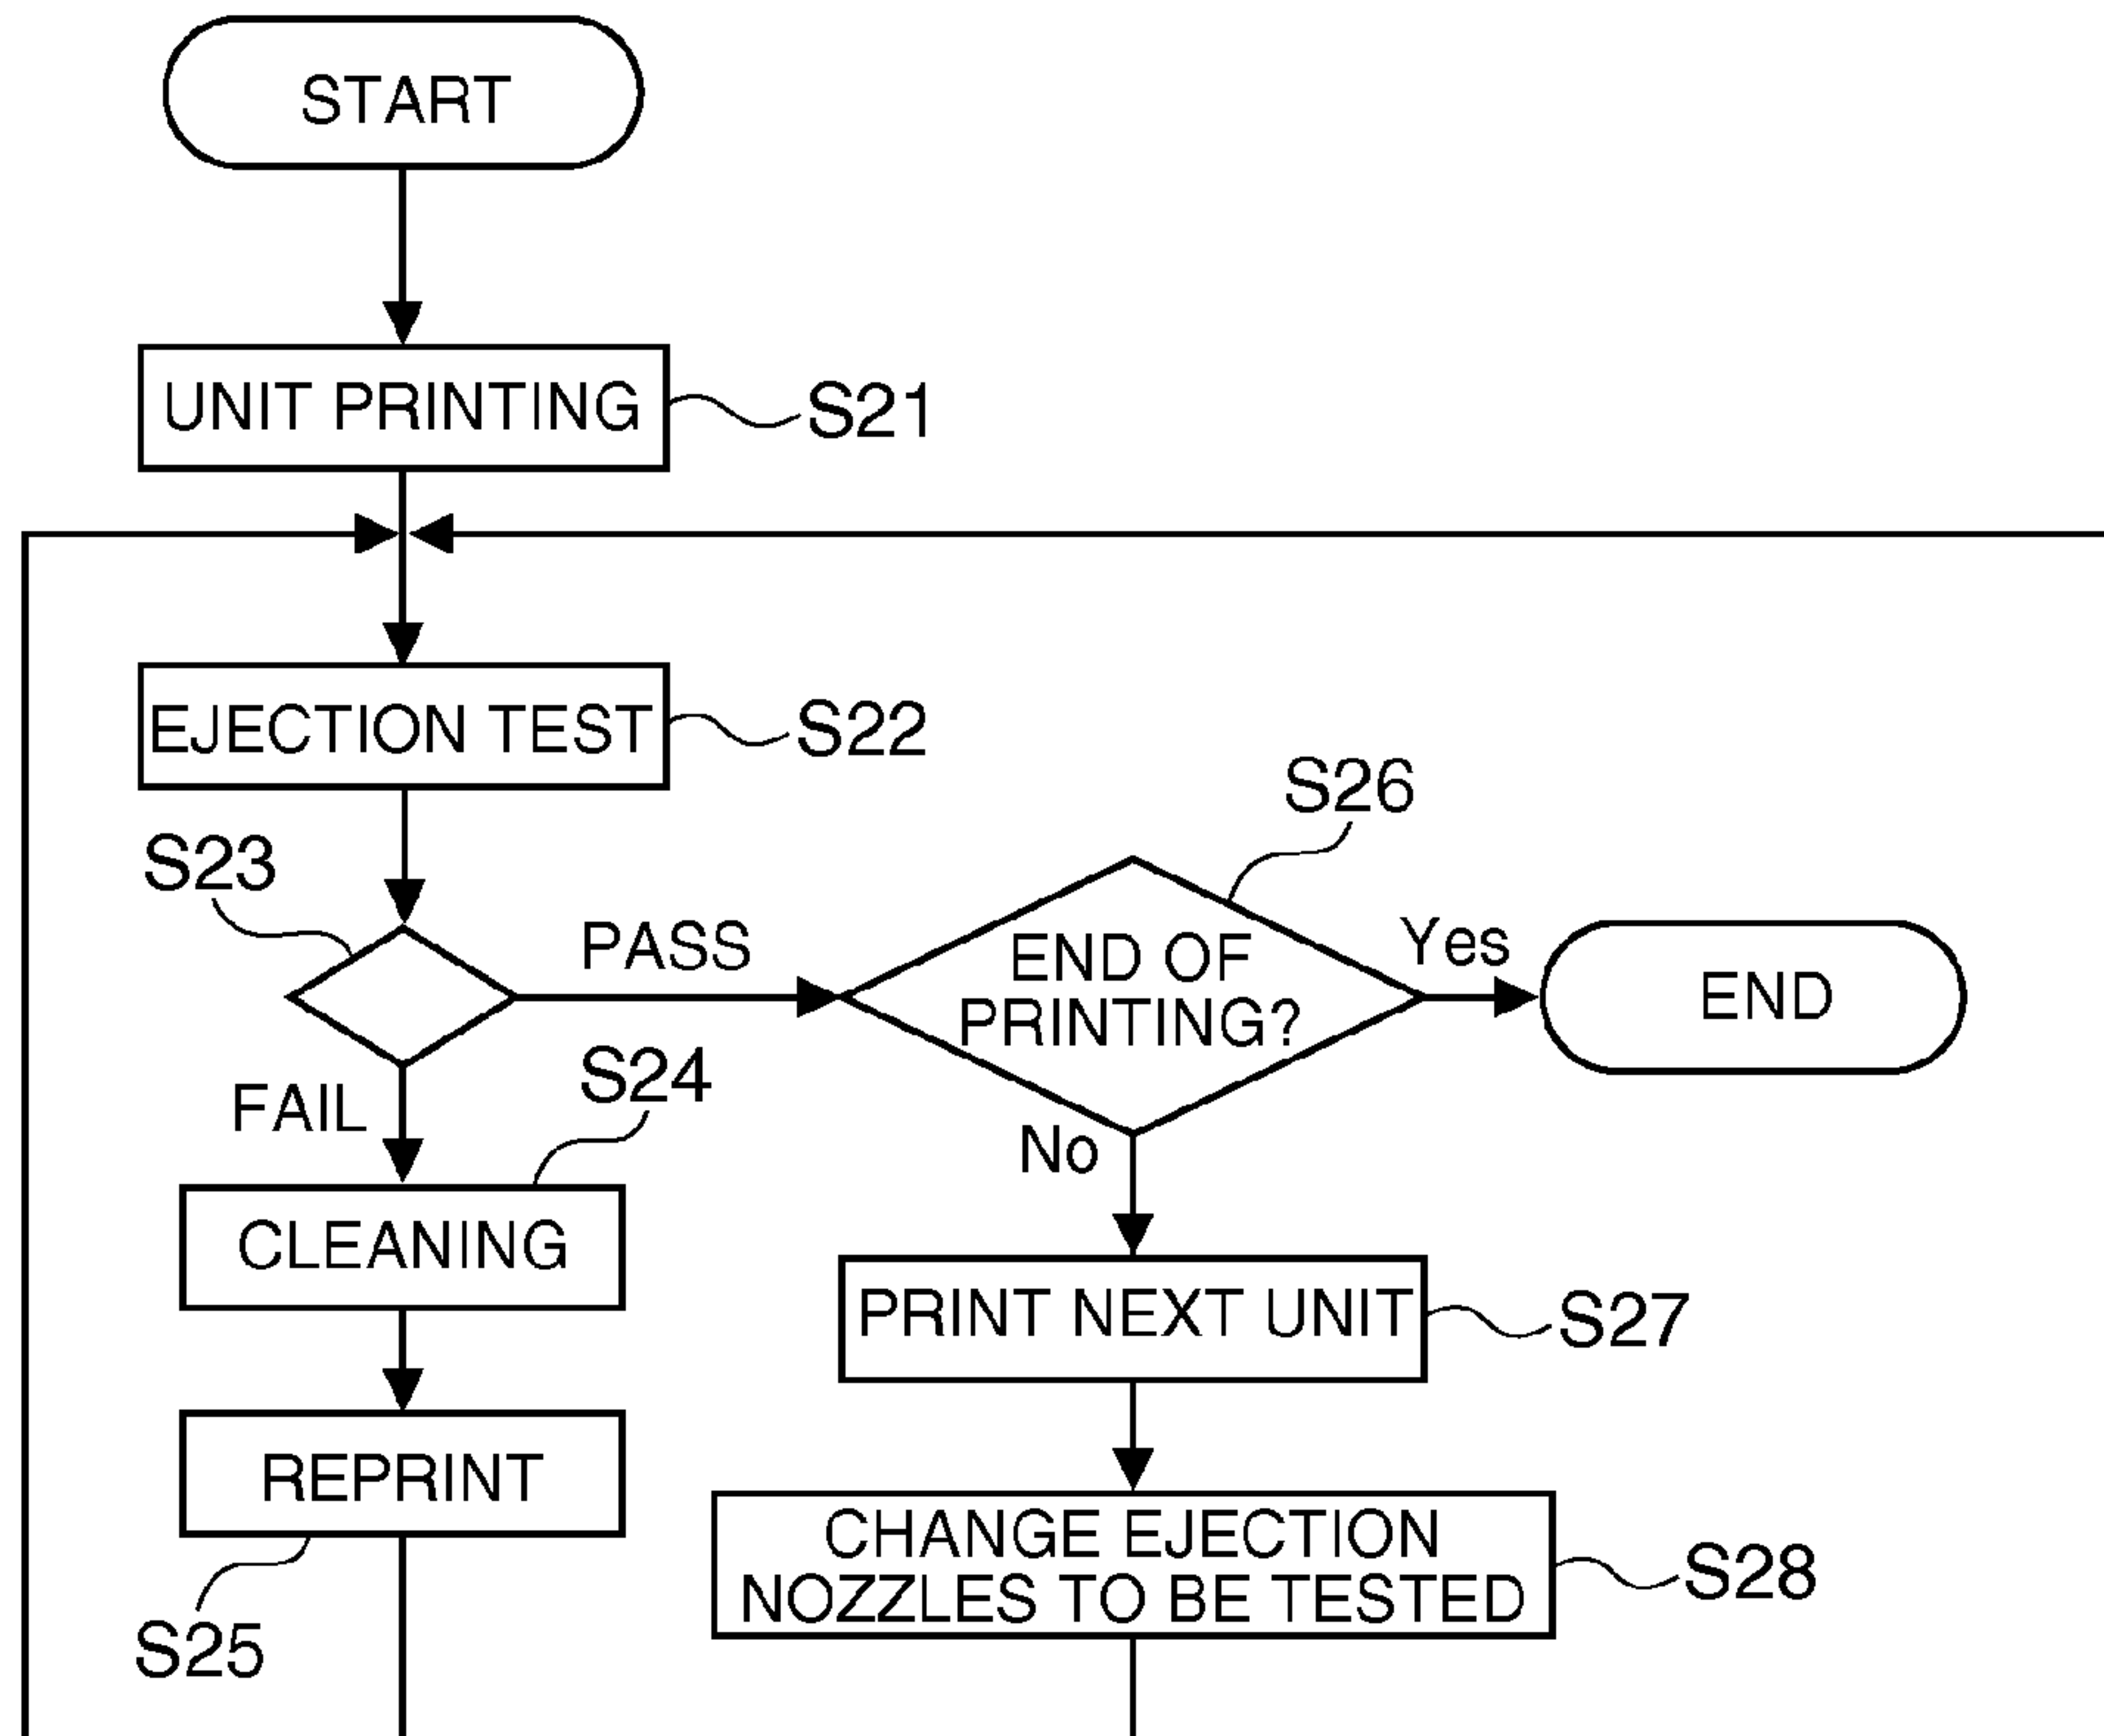 START
UNIT PRINTING
S21
EJECTION TEST
S22
S23
PASS
S26
END OF
PRINTING?
Yes
END
FAIL
S24
No
CLEANING
PRINT NEXT UNIT
S27
REPRINT
S25
CHANGE EJECTION
NOZZLES TO BE TESTED
S28